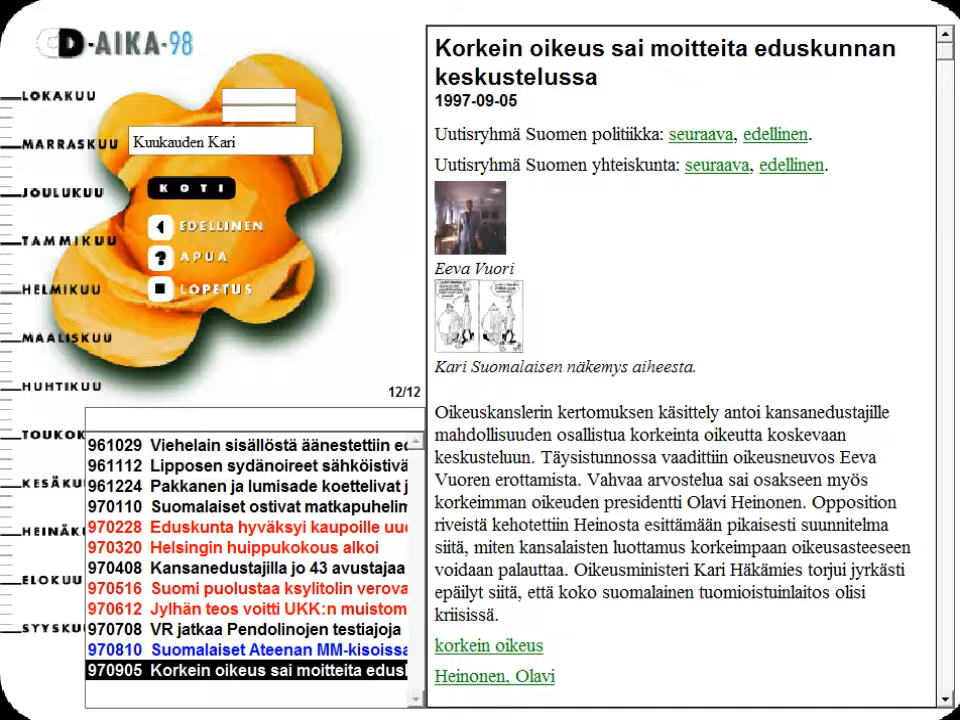 CD-AIKA-98
LOKAKUU
MARRASKUU
JOULUKUU
TAMMIKUU
HELMIKUU
MAALISKUU
HUHTIKUU
TOUKOK
KESÄKU
HEINÄK
ELOKUU
SYYSKU
Kuukauden Kari
KOTI
EDELLINEN
? APUA
LOPETUS
12/12
961029 Viehelain sisällöstä äänestettiin ed
961112 Lipposen sydänoireet sähköistivä
961224 Pakkanen ja lumisade koettelivat j
970110 Suomalaiset ostivat matkapuhelim
970228 Eduskunta hyväksyi kaupoille uud
970320 Helsingin huippukokous alkoi
970408 Kansanedustajilla jo 43 avustajaa
970516 Suomi puolustaa ksylitolin verova
970612 Jylhän teos voitti UKK:n muistom
970708 VR jatkaa Pendolinojen testiajoja
970810 Suomalaiset Ateenan MM-kisoissa
970905 Korkein oikeus sai moitteita edusk
Korkein oikeus sai moitteita eduskunnan
keskustelussa
1997-09-05
Uutisryhmä Suomen politiikka: seuraava, edellinen.
Uutisryhmä Suomen yhteiskunta: seuraava, edellinen.
Eeva Vuori
Kari Suomalaisen näkemys aiheesta.
Oikeuskanslerin kertomuksen käsittely antoi kansanedustajille
mahdollisuuden osallistua korkeinta oikeutta koskevaan
keskusteluun. Täysistunnossa vaadittiin oikeusneuvos Eeva
Vuoren erottamista. Vahvaa arvostelua sai osakseen myös
korkeimman oikeuden presidentti Olavi Heinonen. Opposition
riveistä kehotettiin Heinosta esittämään pikaisesti suunnitelma
siitä, miten kansalaisten luottamus korkeimpaan oikeusasteeseen
voidaan palauttaa. Oikeusministeri Kari Häkämies torjui jyrkästi
epäilyt siitä, että koko suomalainen tuomioistuinlaitos olisi
kriisissä.
korkein oikeus
Heinonen, Olavi